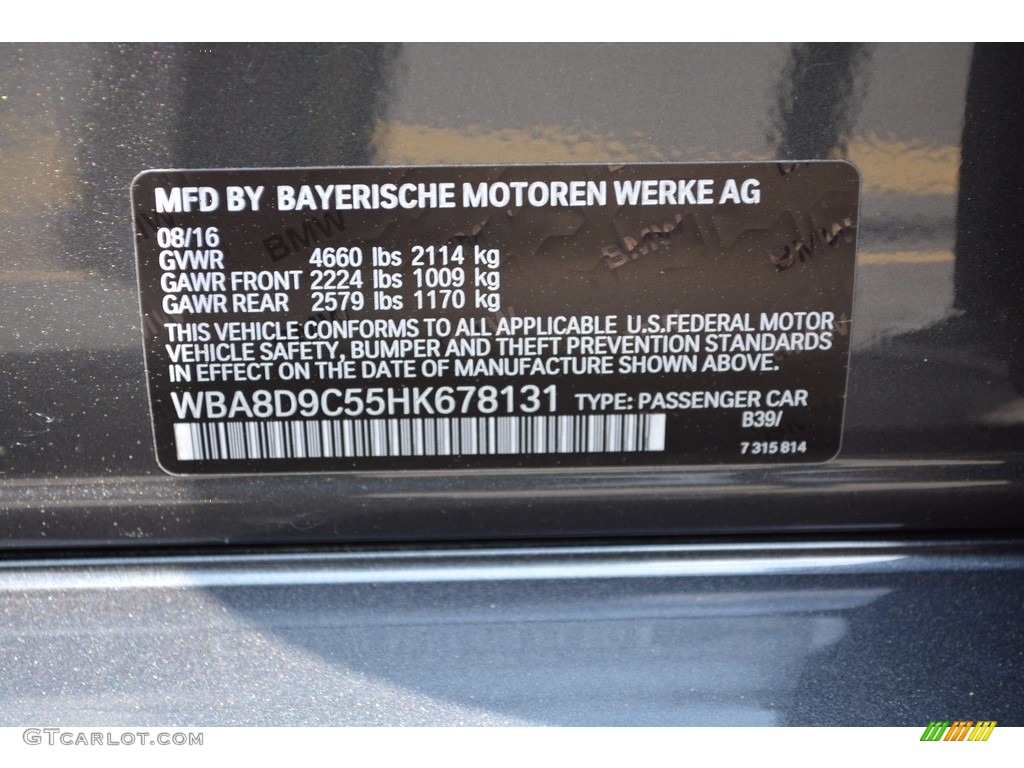 MFD BY BAYERISCHE MOTOREN WERKE AG
08/16
GVWR 4660 lbs 2114 kg
GAWR FRONT 2224 lbs 1009 kg
GAWR REAR 2579 lbs 1170 kg
THIS VEHICLE CONFORMS TO ALL APPLICABLE U.S.FEDERAL MOTOR
VEHICLE SAFETY, BUMPER AND THEFT PREVENTION STANDARDS
IN EFFECT ON THE DATE OF MANUFACTURE SHOWN ABOVE.
WBA8D9C55HK678131 TYPE: PASSENGER CAR
B39/
7 315 814
BMW
BMW
BMW
GTCARLOT.COM